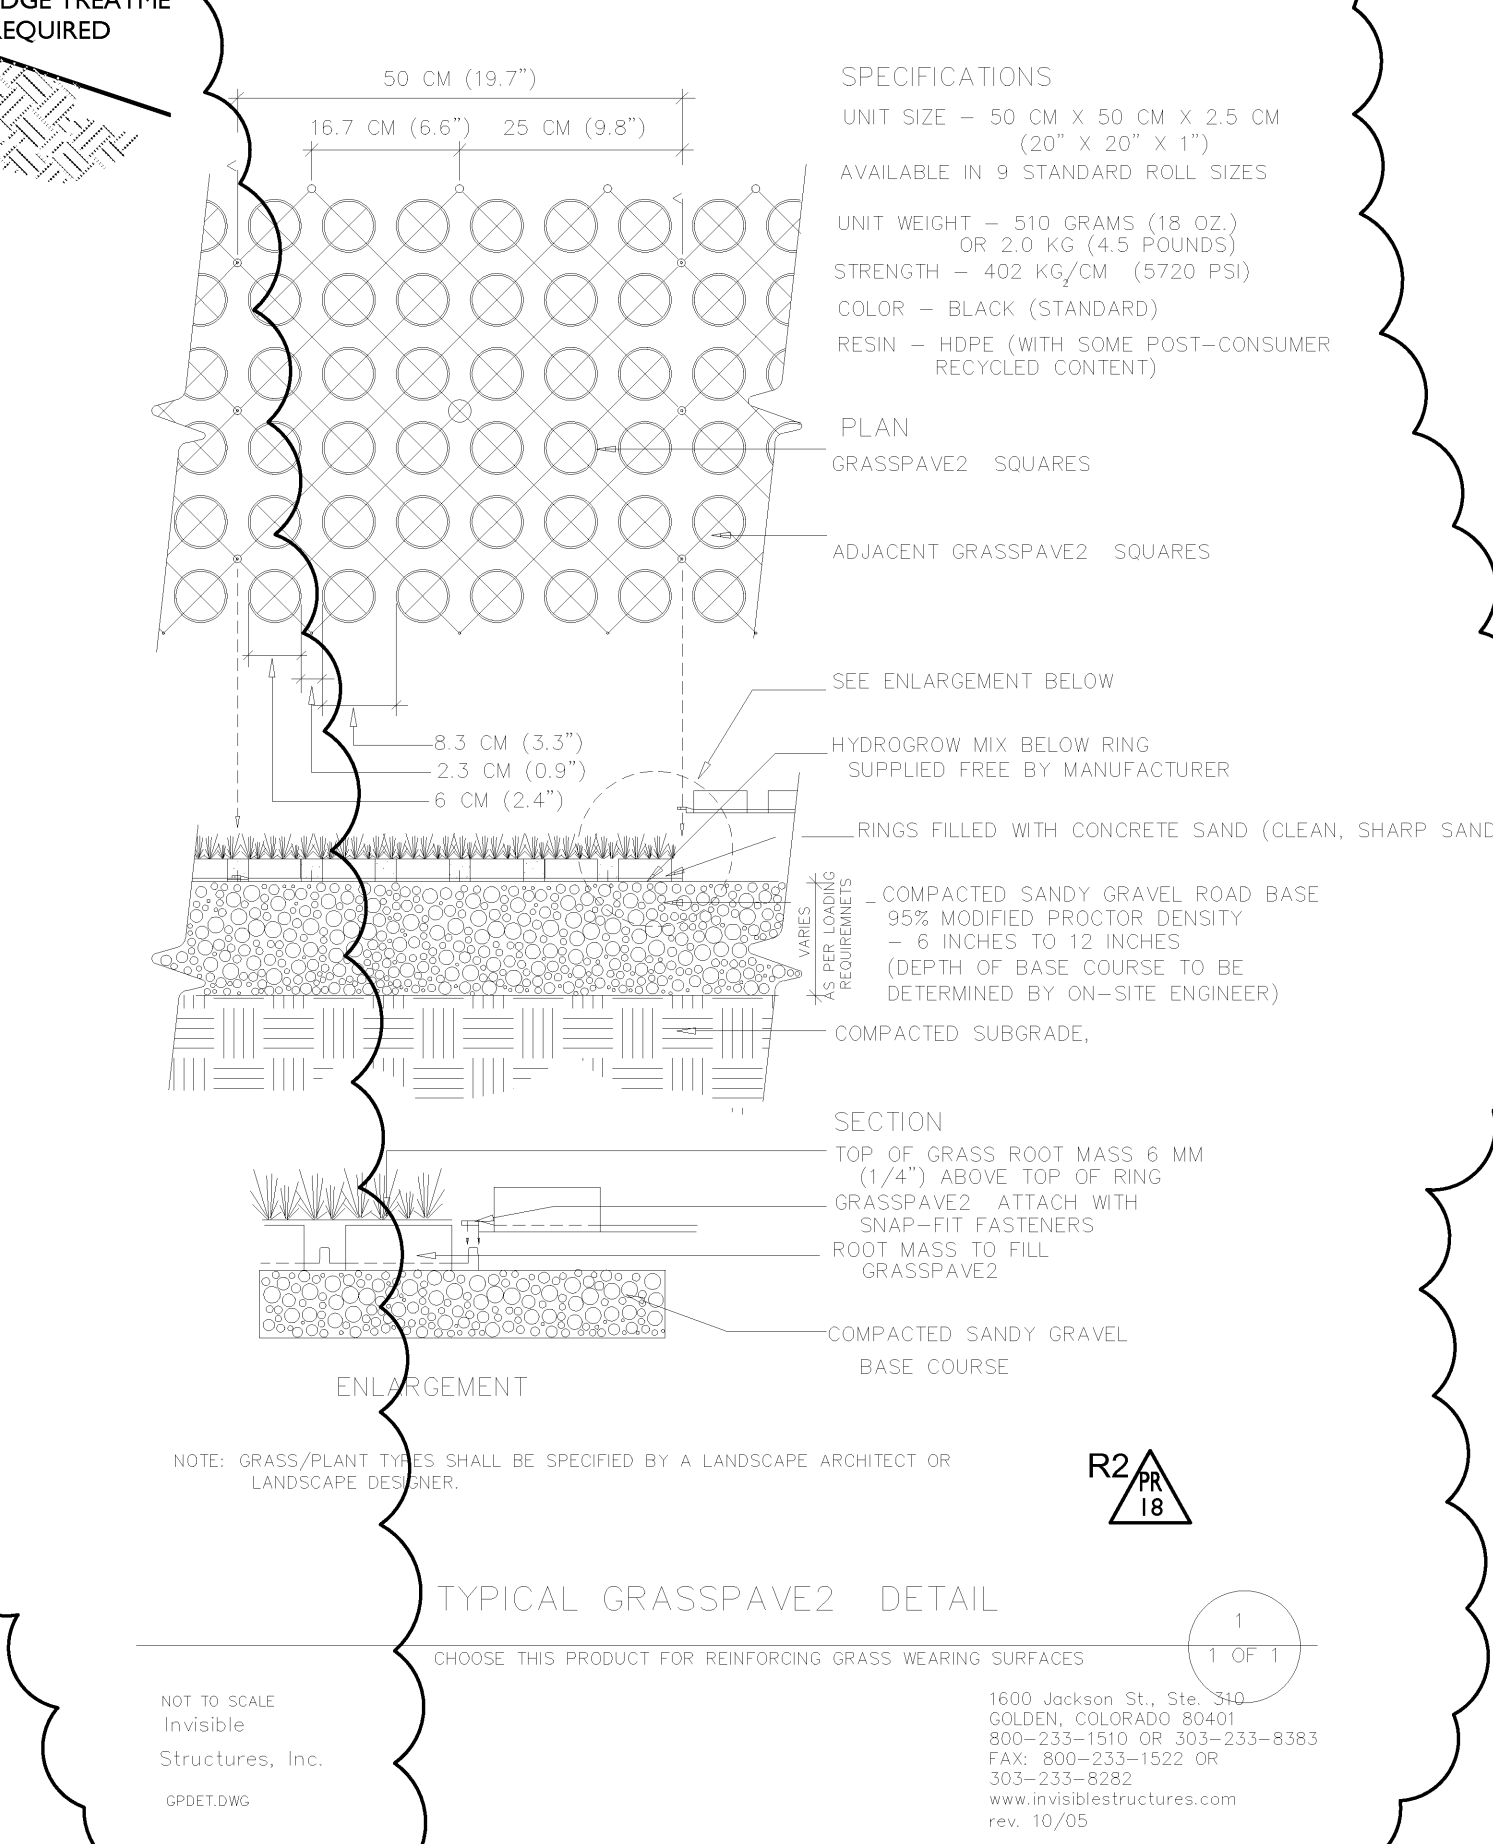 EQUIRED
50 CM (19.7")
16.7 CM (6.6") 25 CM (9.8")
SPECIFICATIONS
UNIT SIZE – 50 CM X 50 CM X 2.5 CM
(20" X 20" X 1")
AVAILABLE IN 9 STANDARD ROLL SIZES
UNIT WEIGHT – 510 GRAMS (18 OZ.)
OR 2.0 KG (4.5 POUNDS)
STRENGTH – 402 KG/CM (5720 PSI)
2
COLOR – BLACK (STANDARD)
RESIN – HDPE (WITH SOME POST–CONSUMER
RECYCLED CONTENT)
PLAN
GRASSPAVE2 SQUARES
ADJACENT GRASSPAVE2 SQUARES
SEE ENLARGEMENT BELOW
8.3 CM (3.3")
2.3 CM (0.9")
6 CM (2.4")
HYDROGROW MIX BELOW RING
SUPPLIED FREE BY MANUFACTURER
RINGS FILLED WITH CONCRETE SAND (CLEAN, SHARP SAND
VARIES
AS PER LOADING
REQUIREMNETS
COMPACTED SANDY GRAVEL ROAD BASE
95% MODIFIED PROCTOR DENSITY
– 6 INCHES TO 12 INCHES
(DEPTH OF BASE COURSE TO BE
DETERMINED BY ON–SITE ENGINEER)
COMPACTED SUBGRADE,
SECTION
TOP OF GRASS ROOT MASS 6 MM
(1/4") ABOVE TOP OF RING
GRASSPAVE2 ATTACH WITH
SNAP–FIT FASTENERS
ROOT MASS TO FILL
GRASSPAVE2
COMPACTED SANDY GRAVEL
BASE COURSE
ENLARGEMENT
NOTE: GRASS/PLANT TYPES SHALL BE SPECIFIED BY A LANDSCAPE ARCHITECT OR
LANDSCAPE DESIGNER.
R2
PR
18
TYPICAL GRASSPAVE2 DETAIL
1
1 OF 1
CHOOSE THIS PRODUCT FOR REINFORCING GRASS WEARING SURFACES
NOT TO SCALE
Invisible
Structures, Inc.
GPDET.DWG
1600 Jackson St., Ste. 310
GOLDEN, COLORADO 80401
800–233–1510 OR 303–233–8383
FAX: 800–233–1522 OR
303–233–8282
www.invisiblestructures.com
rev. 10/05